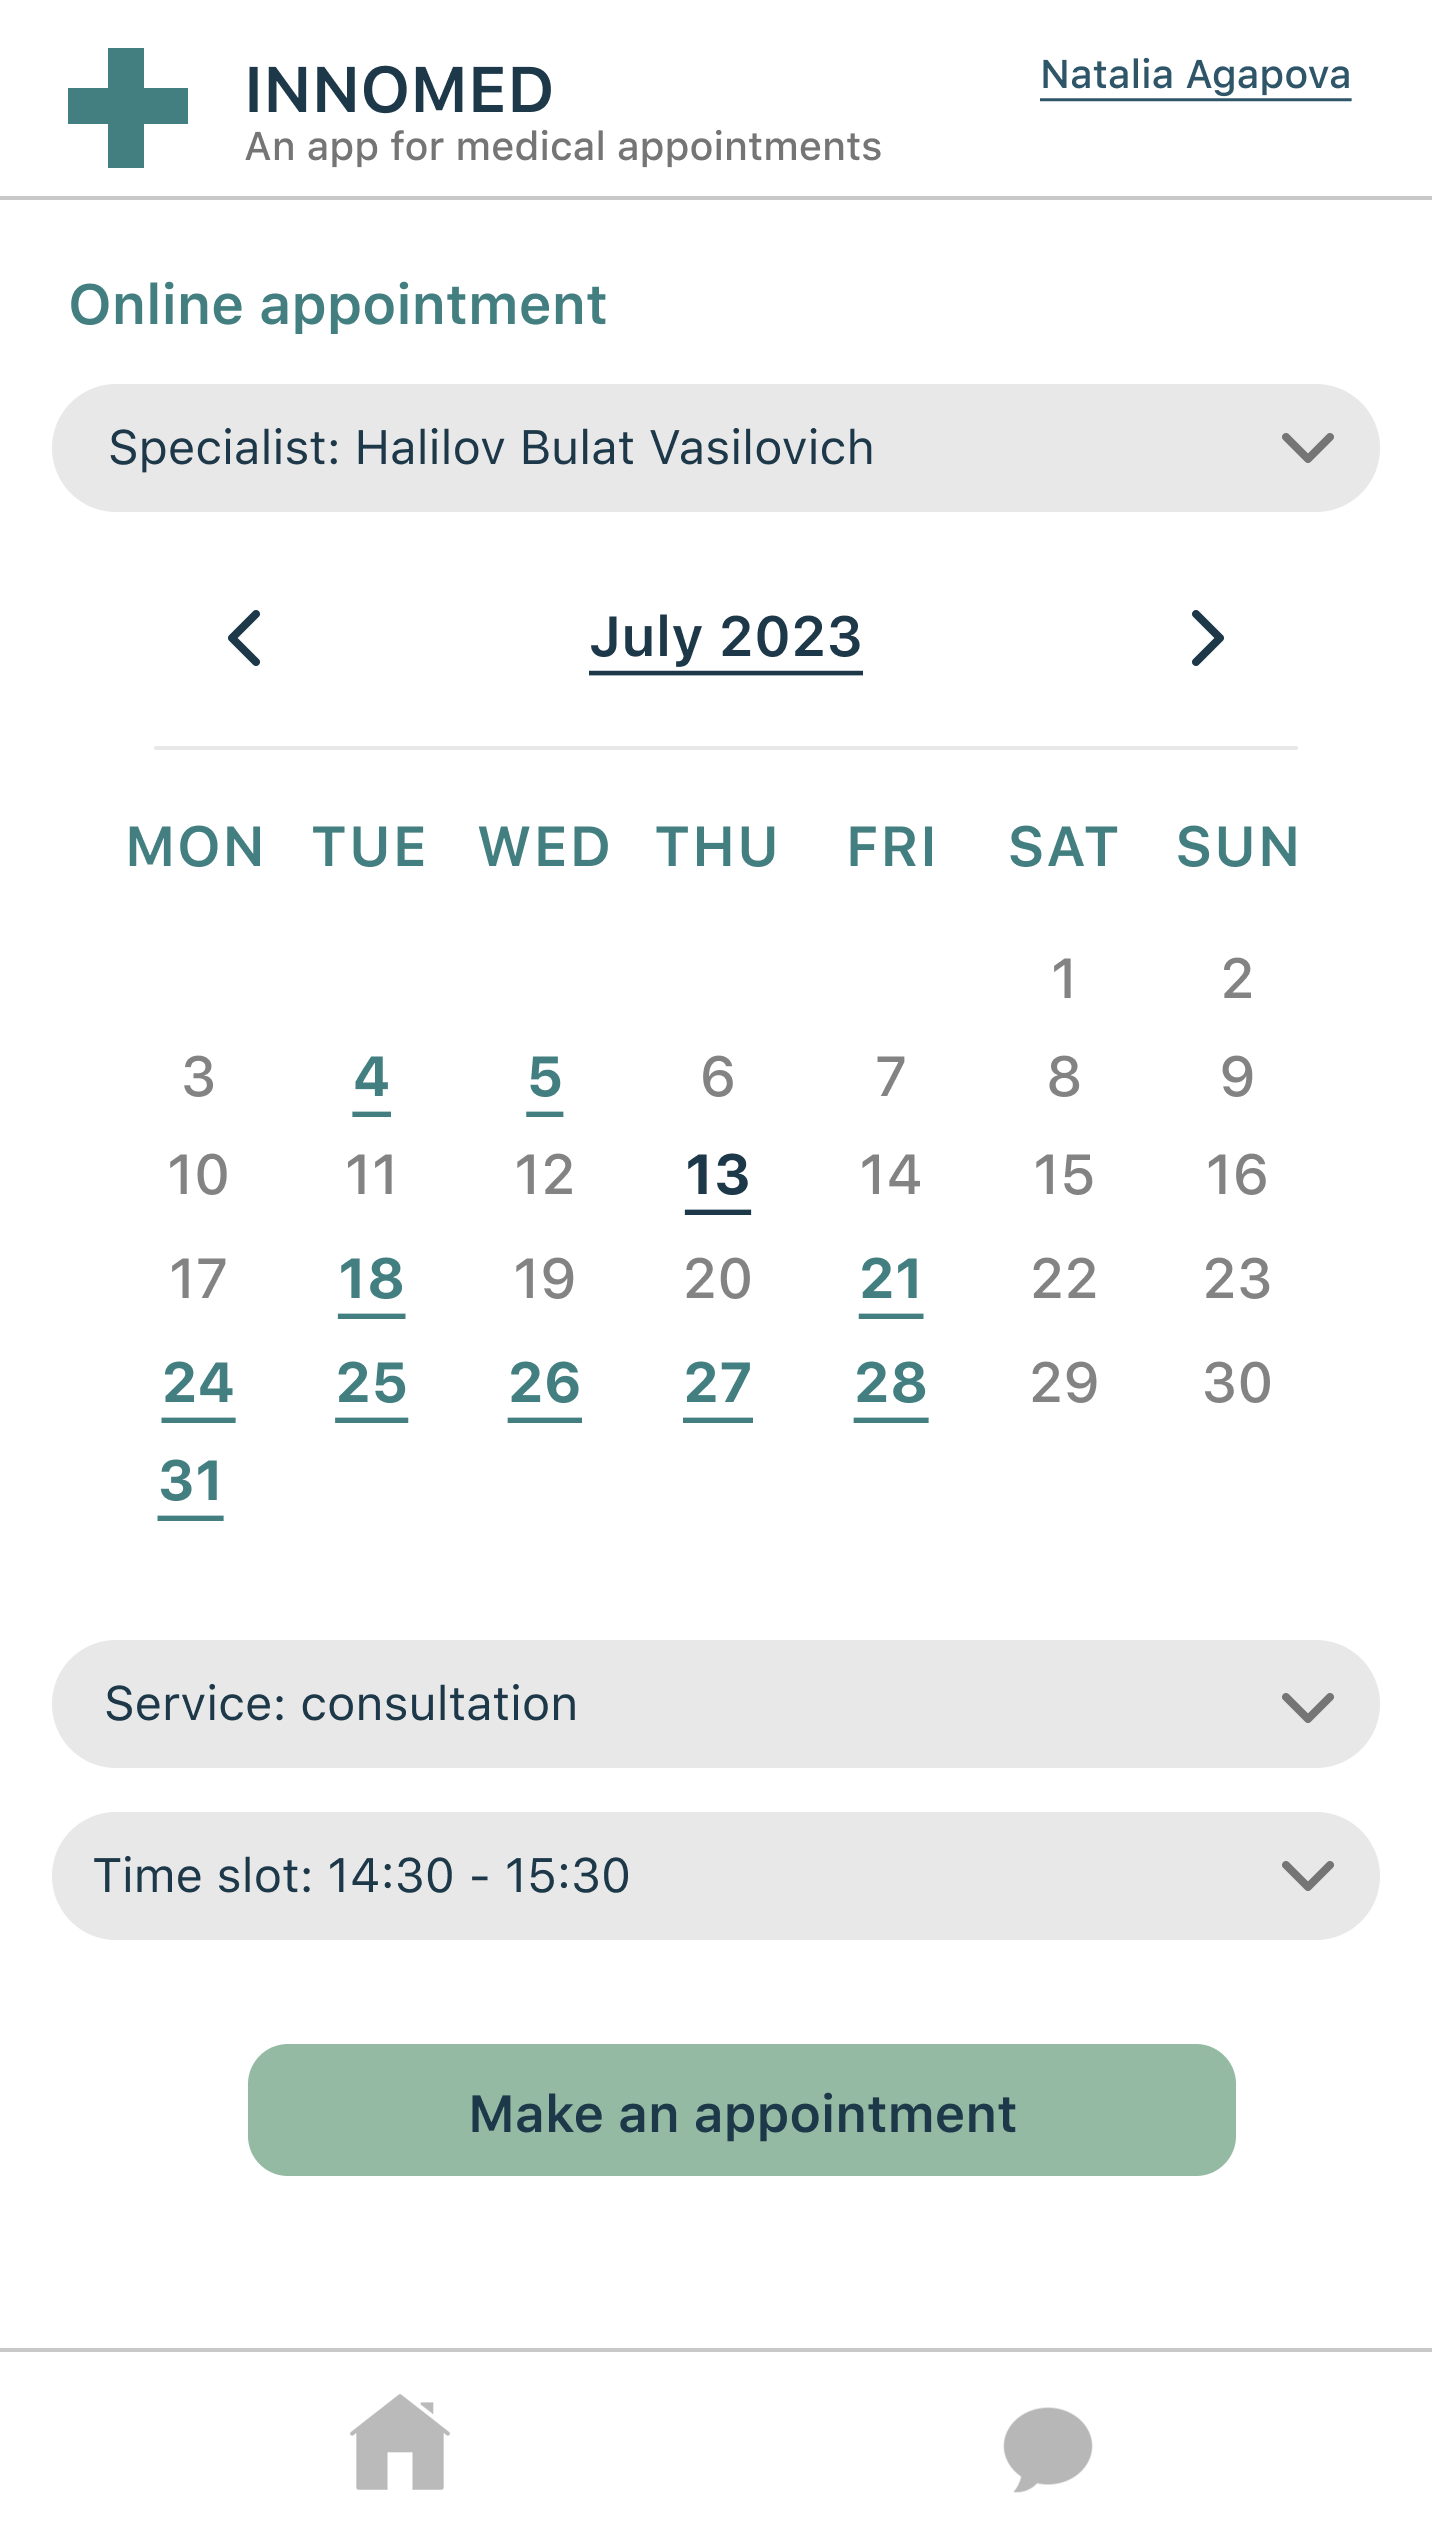 INNOMED
An app for medical appointments
Natalia Agapova
Online appointment
Specialist: Halilov Bulat Vasilovich
July 2023
MON TUE WED THU FRI SAT SUN
1 2
3 4 5 6 7 8 9
10 11 12 13 14 15 16
17 18 19 20 21 22 23
24 25 26 27 28 29 30
31
Service: consultation
Time slot: 14:30 - 15:30
Make an appointment